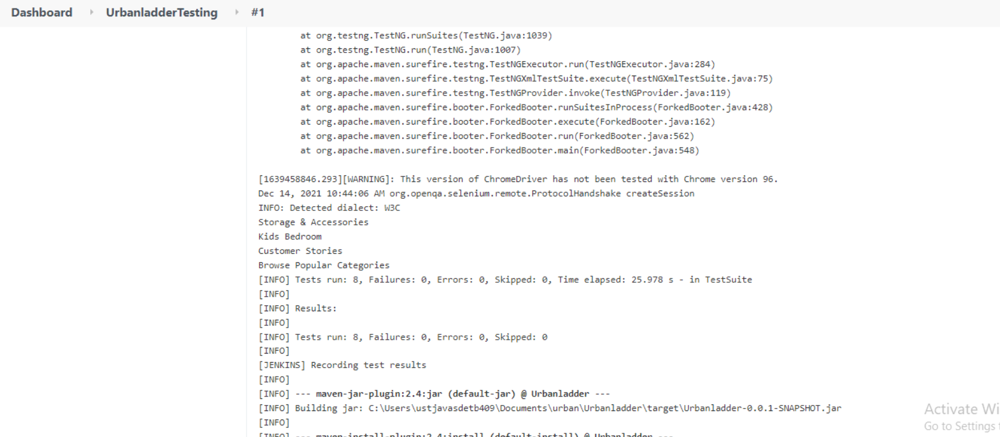 Dashboard UrbanladderTesting #1
at org.testng.TestNG.runSuites(TestNG.java:1039)
at org.testng.TestNG.run(TestNG.java:1007)
at org.apache.maven.surefire.testng.TestNGExecutor.run(TestNGExecutor.java:284)
at org.apache.maven.surefire.testng.TestNGXmlTestSuite.execute(TestNGXmlTestSuite.java:75)
at org.apache.maven.surefire.testng.TestNGProvider.invoke(TestNGProvider.java:119)
at org.apache.maven.surefire.booter.ForkedBooter.runSuitesInProcess(ForkedBooter.java:428)
at org.apache.maven.surefire.booter.ForkedBooter.execute(ForkedBooter.java:162)
at org.apache.maven.surefire.booter.ForkedBooter.run(ForkedBooter.java:562)
at org.apache.maven.surefire.booter.ForkedBooter.main(ForkedBooter.java:548)
[1639458846.293][WARNING]: This version of ChromeDriver has not been tested with Chrome version 96.
Dec 14, 2021 10:44:06 AM org.openqa.selenium.remote.ProtocolHandshake createSession
INFO: Detected dialect: W3C
Storage & Accessories
Kids Bedroom
Customer Stories
Browse Popular Categories
[INFO] Tests run: 8, Failures: 0, Errors: 0, Skipped: 0, Time elapsed: 25.978 s - in TestSuite
[INFO]
[INFO] Results:
[INFO]
[INFO] Tests run: 8, Failures: 0, Errors: 0, Skipped: 0
[INFO]
[JENKINS] Recording test results
[INFO]
[INFO] --- maven-jar-plugin:2.4:jar (default-jar) @ Urbanladder ---
[INFO] Building jar: C:\Users\ustjavasdetb409\Documents\urban\Urbanladder\target\Urbanladder-0.0.1-SNAPSHOT.jar
[INFO]
[INFO] --- maven-install-plugin:2.4:install (default-install) @ Urbanladder ---
Activate Wi
Go to Settings